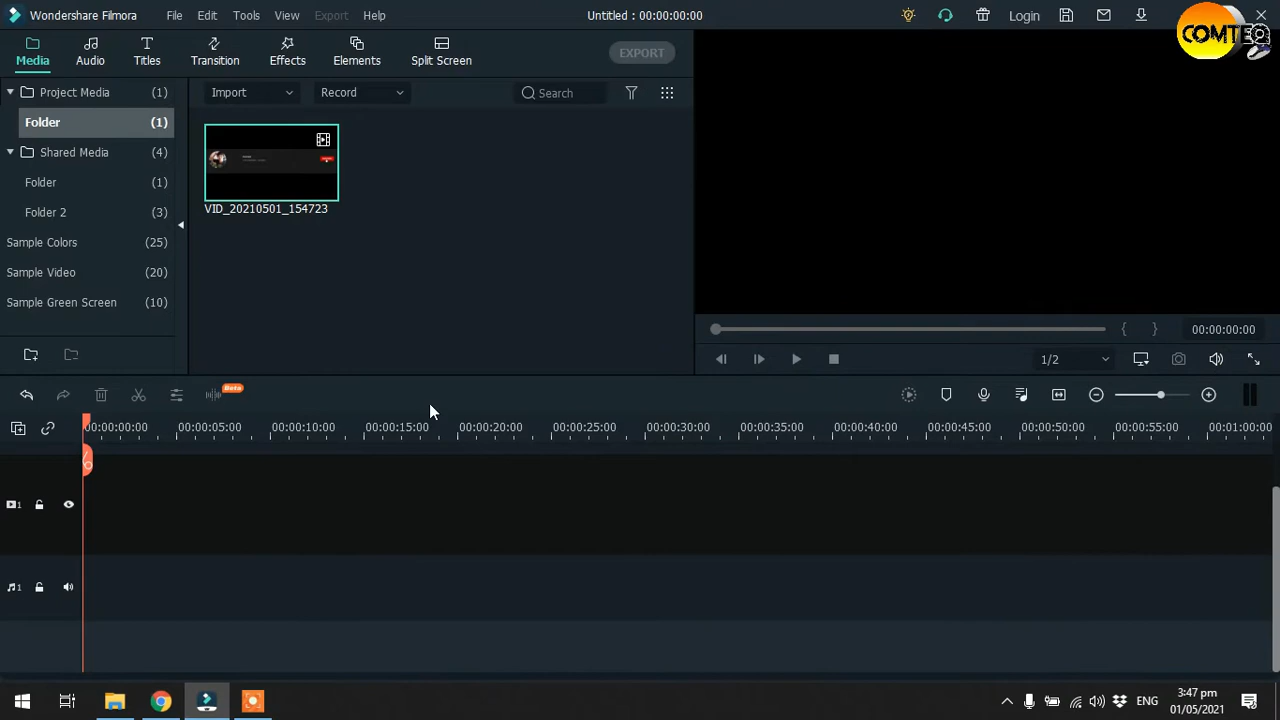 Wondershare Filmora File Edit Tools View Export Help Untitled : 00:00:00:00 Login
COMTEQ
Media Audio Titles Transition Effects Elements Split Screen EXPORT
Project Media (1) Import Record Search
Folder (1)
Shared Media (4)
Folder (1)
VID_20210501_154723
Folder 2 (3)
Sample Colors (25)
Sample Video (20)
Sample Green Screen (10)
{ } 00:00:00:00
1/2
Beta
00:00:00:00 00:00:05:00 00:00:10:00 00:00:15:00 00:00:20:00 00:00:25:00 00:00:30:00 00:00:35:00 00:00:40:00 00:00:45:00 00:00:50:00 00:00:55:00 00:01:00:00
1
1
ENG 3:47 pm
01/05/2021